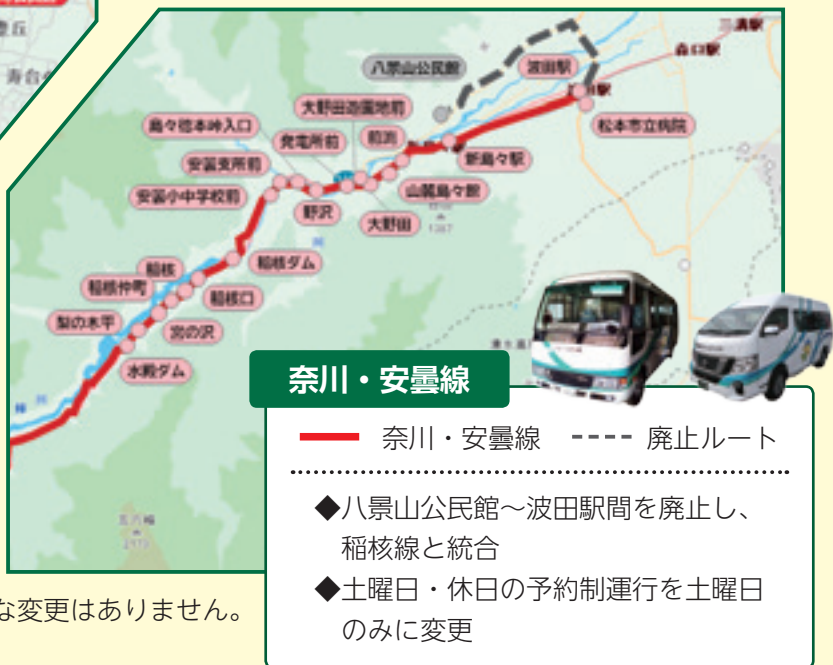 豊丘
寿台
三溝駅
森口駅
八景山公民館
波田駅
大野田遊園地前
島々徳本峠入口
発電所前
前渕
松本市立病院
安曇支所前
新島々駅
安曇小中学校前
山麓島々館
野沢
大野田
稲核ダム
稲核
稲核仲町
稲核口
梨の木平
宮の沢
水殿ダム
奈川・安曇線
奈川・安曇線
廃止ルート
◆八景山公民館~波田駅間を廃止し、
稲核線と統合
◆土曜日・休日の予約制運行を土曜日
のみに変更
な変更はありません。